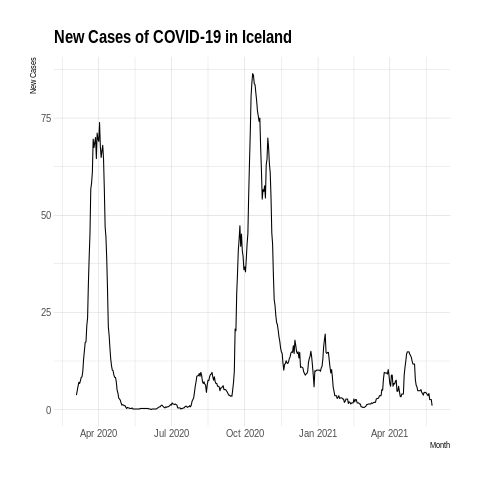 New Cases of COVID-19 in Iceland
New Cases
75
50
25
0
Apr 2020 Jul 2020 Oct 2020 Jan 2021 Apr 2021
Month